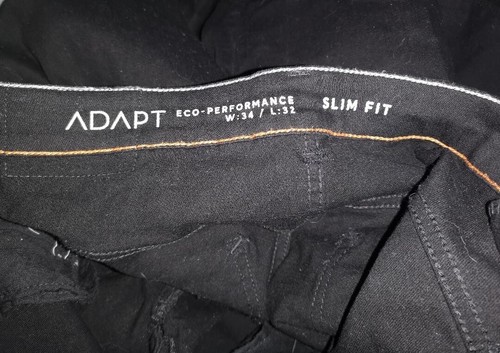 ADAPT ECO-PERFORMANCE SLIM FIT
W:34 / L:32